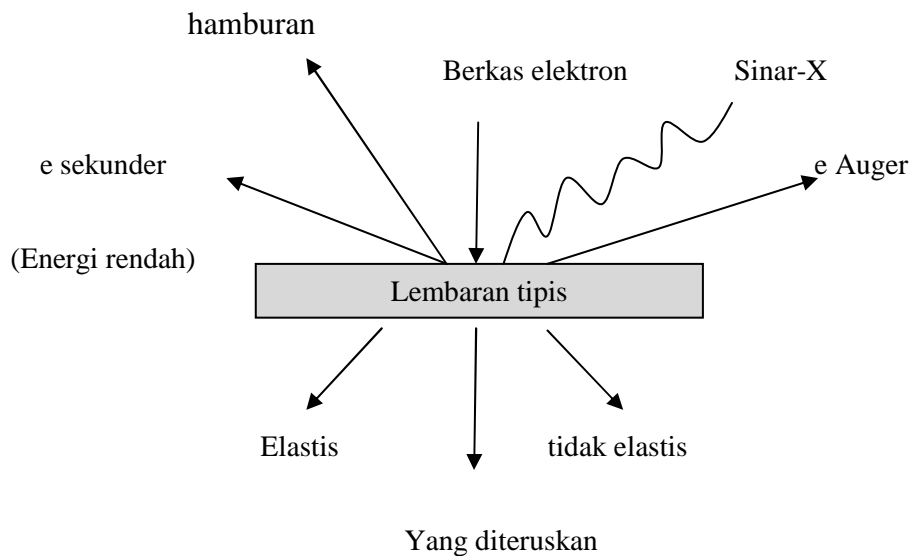 hamburan
Berkas elektron
Sinar-X
e sekunder
e Auger
(Energi rendah)
Lembaran tipis
Elastis
tidak elastis
Yang diteruskan